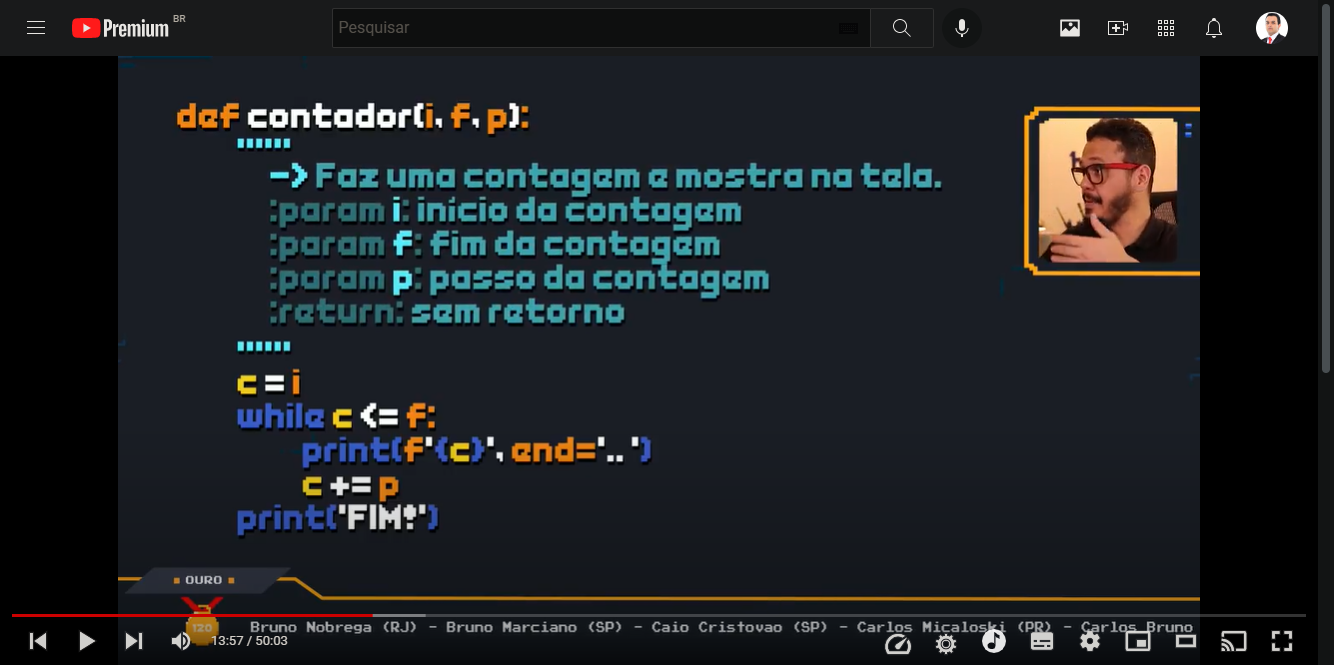 Premium BR
Pesquisar
def contador(i, f, p):
"""
-> Faz uma contagem e mostra na tela.
:param i: início da contagem
:param f: fim da contagem
:param p: passo da contagem
:return: sem retorno
"""
c = i
while c <= f:
print(f'{c}', end='.. ')
c += p
print('FIM!')
OURO
120
Bruno Nobrega (RJ) - Bruno Marciano (SP) - Caio Cristovao (SP) - Carlos Micaloski (PR) - Carlos Bruno
13:57 / 50:03